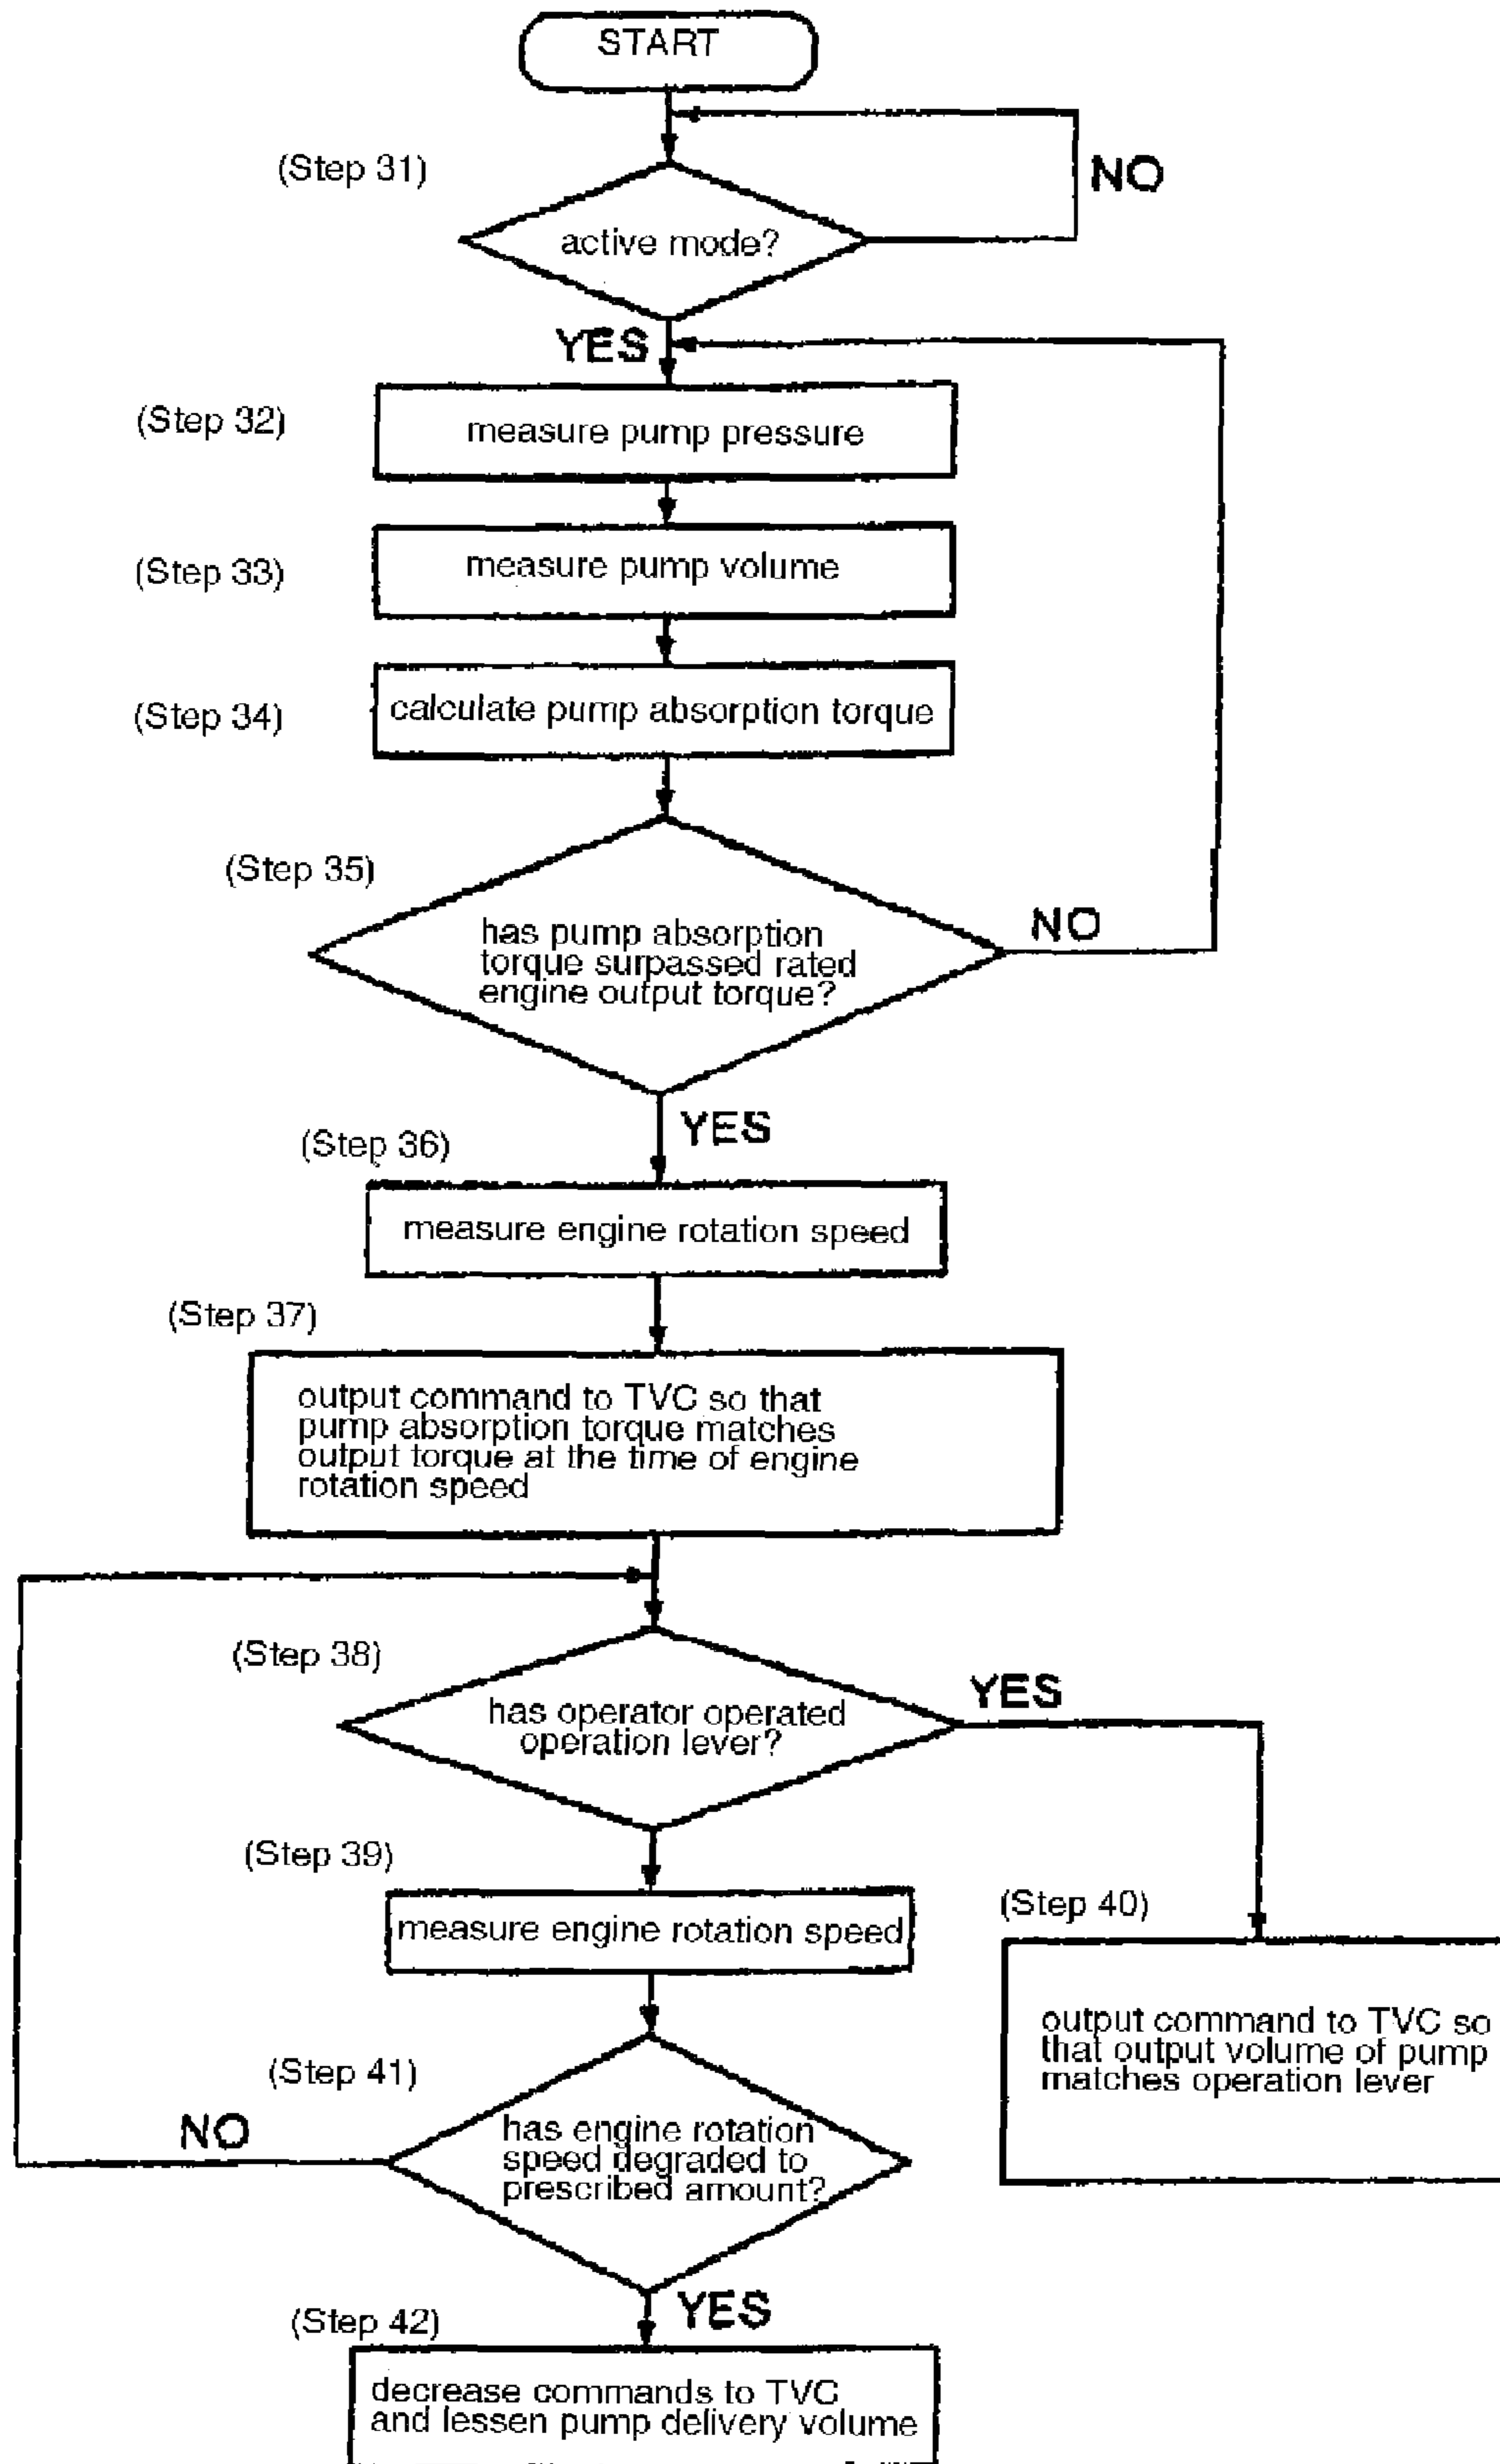 START
(Step 31)
NO
active mode?
YES
(Step 32)
measure pump pressure
(Step 33)
measure pump volume
(Step 34)
calculate pump absorption torque
(Step 35)
has pump absorption
torque surpassed rated
engine output torque?
NO
YES
(Step 36)
measure engine rotation speed
(Step 37)
output command to TVC so that
pump absorption torque matches
output torque at the time of engine
rotation speed
(Step 38)
has operator operated
operation lever?
YES
(Step 39)
measure engine rotation speed
(Step 40)
output command to TVC so
that output volume of pump
matches operation lever
(Step 41)
has engine rotation
speed degraded to
prescribed amount?
NO
YES
(Step 42)
decrease commands to TVC
and lessen pump delivery volume